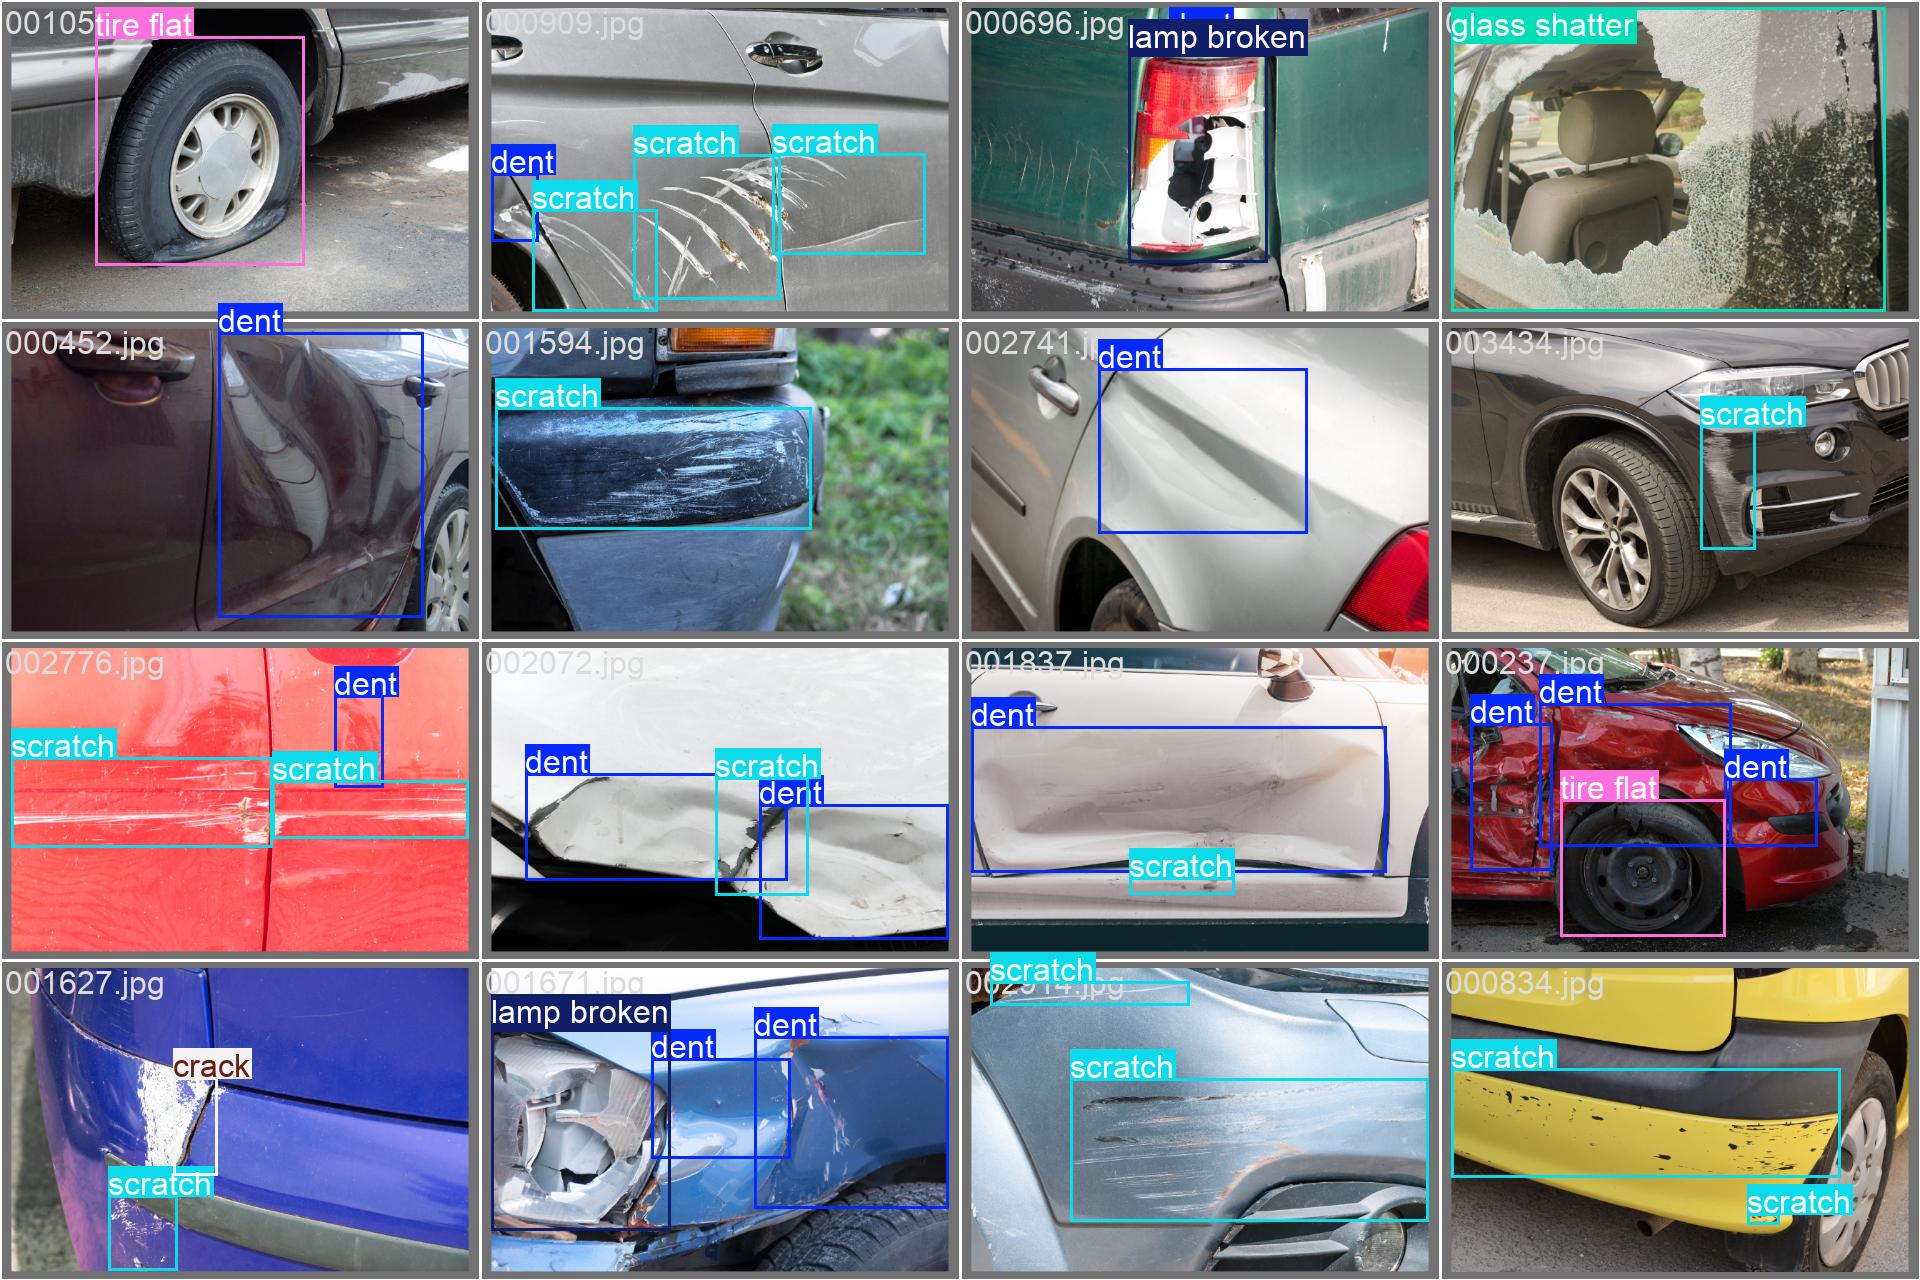 00105
tire flat
000909.jpg
scratch
scratch
dent
scratch
000696.jpg
lamp broken
glass shatter
000452.jpg
dent
001594.jpg
scratch
002741.j
dent
003434.jpg
scratch
002776.jpg
dent
scratch
scratch
002072.jpg
dent
scratch
dent
001837.jpg
dent
scratch
000237.jpg
dent
dent
dent
tire flat
001627.jpg
crack
scratch
001671.jpg
lamp broken
dent
dent
002914.jpg
scratch
scratch
000834.jpg
scratch
scratch